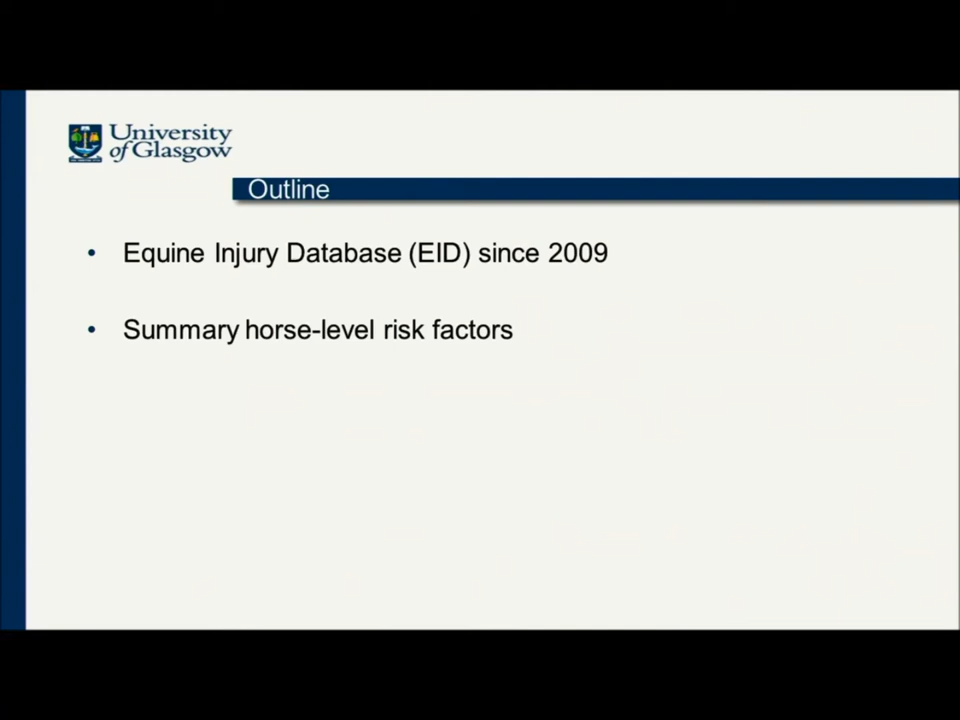 University
of Glasgow
Outline
• Equine Injury Database (EID) since 2009
• Summary horse-level risk factors